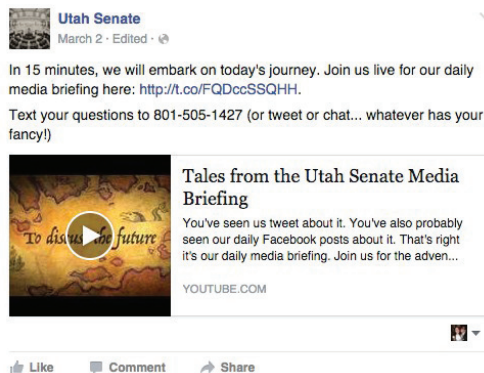 Utah Senate
March 2 · Edited ·
In 15 minutes, we will embark on today's journey. Join us live for our daily
media briefing here: http://t.co/FQDccSSQHH.
Text your questions to 801-505-1427 (or tweet or chat... whatever has your
fancy!)
To discuss the future
Tales from the Utah Senate Media
Briefing
You've seen us tweet about it. You've also probably
seen our daily Facebook posts about it. That's right
it's our daily media briefing. Join us for the adven...
YOUTUBE.COM
Like Comment Share